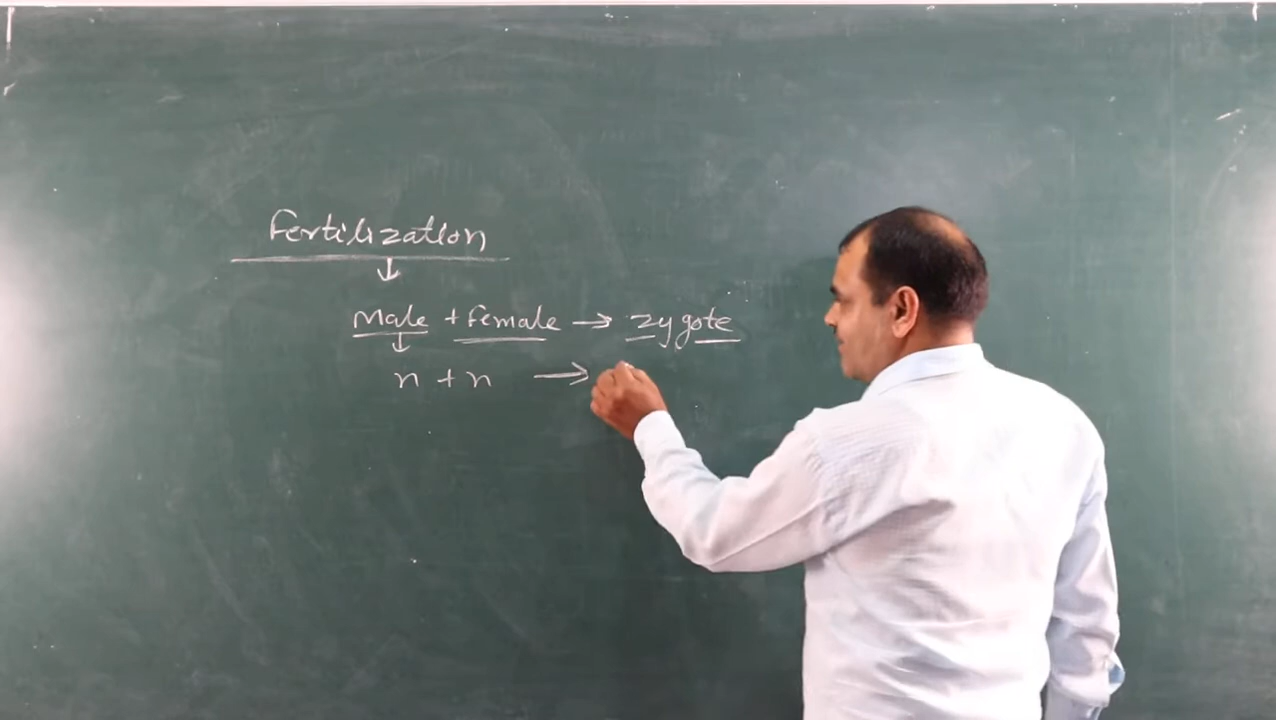 Fertilization
↓
Male + female → zygote
↓
n + n →